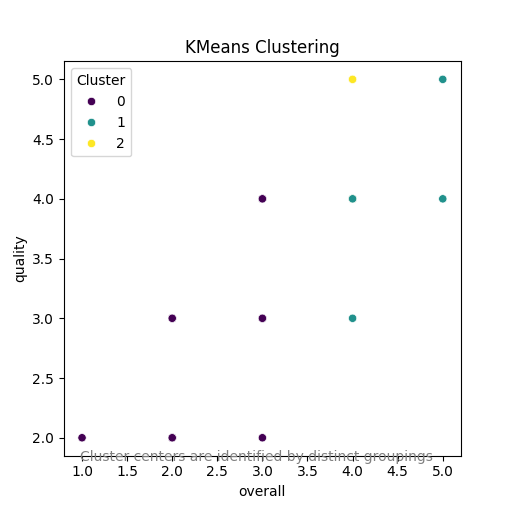 KMeans Clustering
Cluster
0
1
2
5.0
4.5
4.0
3.5
3.0
2.5
2.0
quality
Cluster centers are identified by distinct groupings
1.0 1.5 2.0 2.5 3.0 3.5 4.0 4.5 5.0
overall